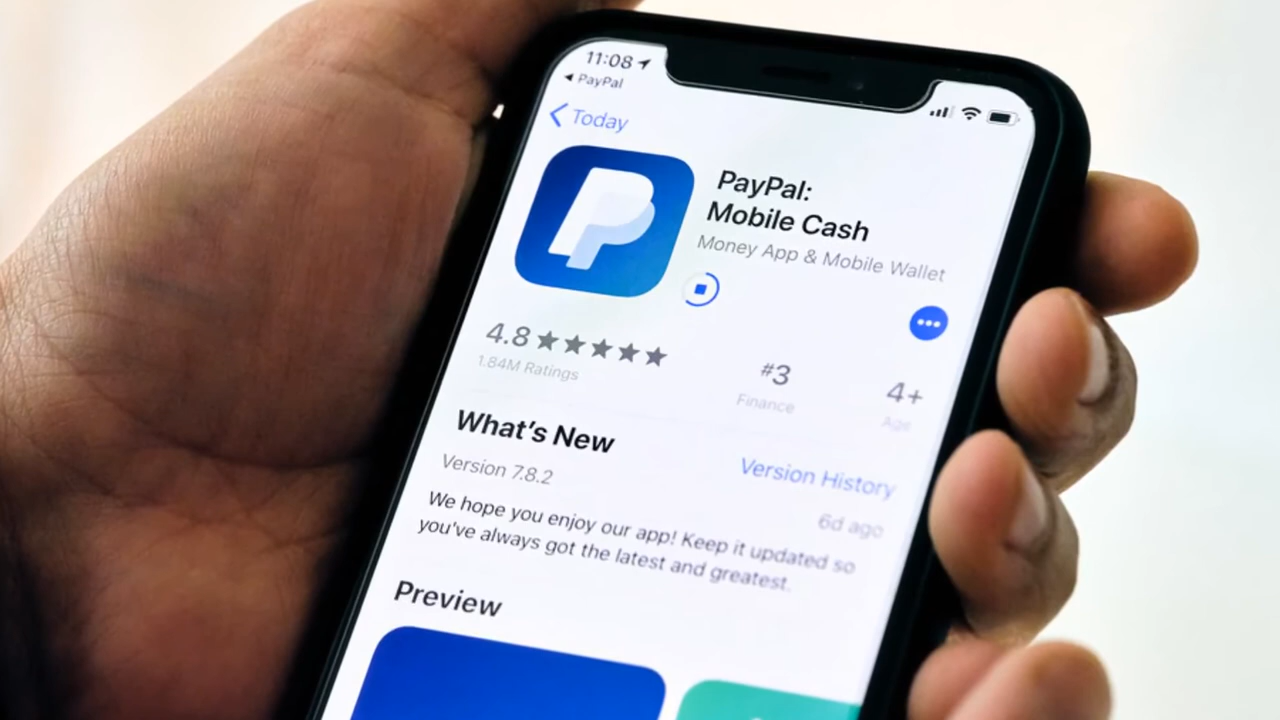 11:08
PayPal
Today
PayPal:
Mobile Cash
Money App & Mobile Wallet
4.8
1.84M Ratings
#3
Finance
4+
Age
What's New
Version History
Version 7.8.2
6d ago
We hope you enjoy our app! Keep it updated so
you've always got the latest and greatest.
Preview